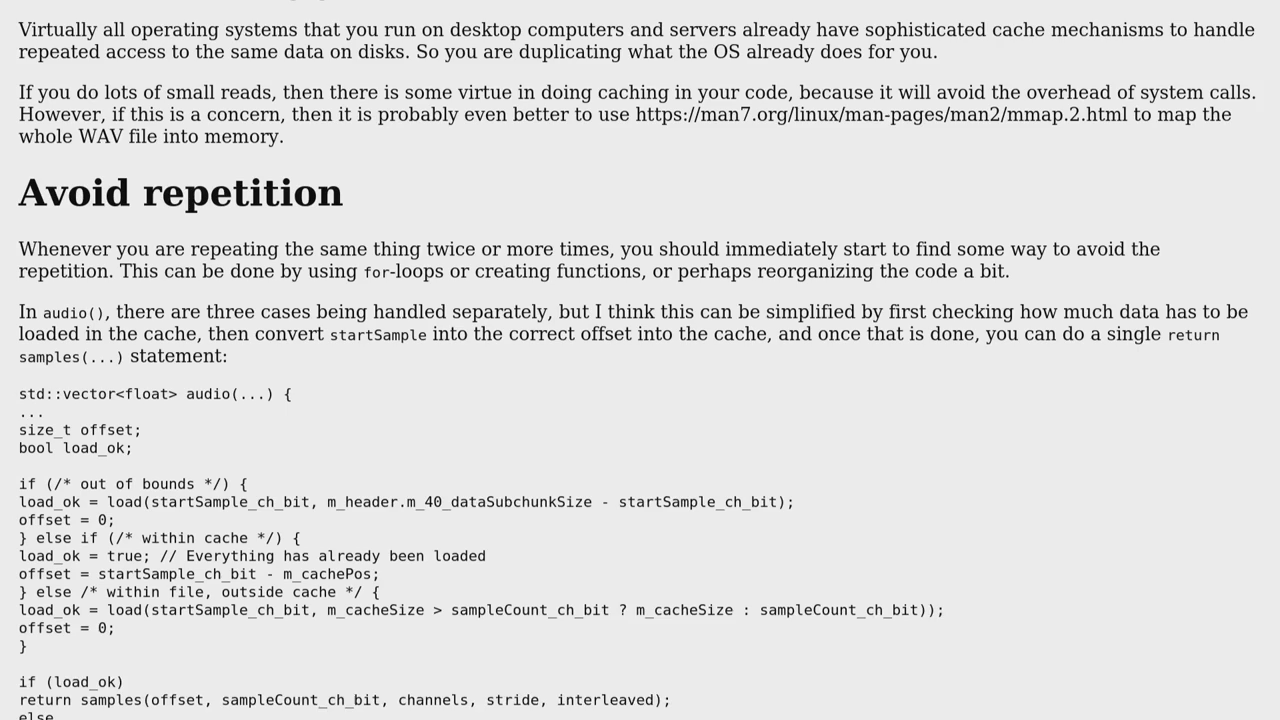 Virtually all operating systems that you run on desktop computers and servers already have sophisticated cache mechanisms to handle
repeated access to the same data on disks. So you are duplicating what the OS already does for you.
If you do lots of small reads, then there is some virtue in doing caching in your code, because it will avoid the overhead of system calls.
However, if this is a concern, then it is probably even better to use https://man7.org/linux/man-pages/man2/mmap.2.html to map the
whole WAV file into memory.
Avoid repetition
Whenever you are repeating the same thing twice or more times, you should immediately start to find some way to avoid the
repetition. This can be done by using for-loops or creating functions, or perhaps reorganizing the code a bit.
In audio(), there are three cases being handled separately, but I think this can be simplified by first checking how much data has to be
loaded in the cache, then convert startSample into the correct offset into the cache, and once that is done, you can do a single return
samples(...) statement:
std::vector<float> audio(...) {
...
size_t offset;
bool load_ok;
if (/* out of bounds */) {
load_ok = load(startSample_ch_bit, m_header.m_40_dataSubchunkSize - startSample_ch_bit);
offset = 0;
} else if (/* within cache */) {
load_ok = true; // Everything has already been loaded
offset = startSample_ch_bit - m_cachePos;
} else /* within file, outside cache */ {
load_ok = load(startSample_ch_bit, m_cacheSize > sampleCount_ch_bit ? m_cacheSize : sampleCount_ch_bit));
offset = 0;
}
if (load_ok)
return samples(offset, sampleCount_ch_bit, channels, stride, interleaved);
else